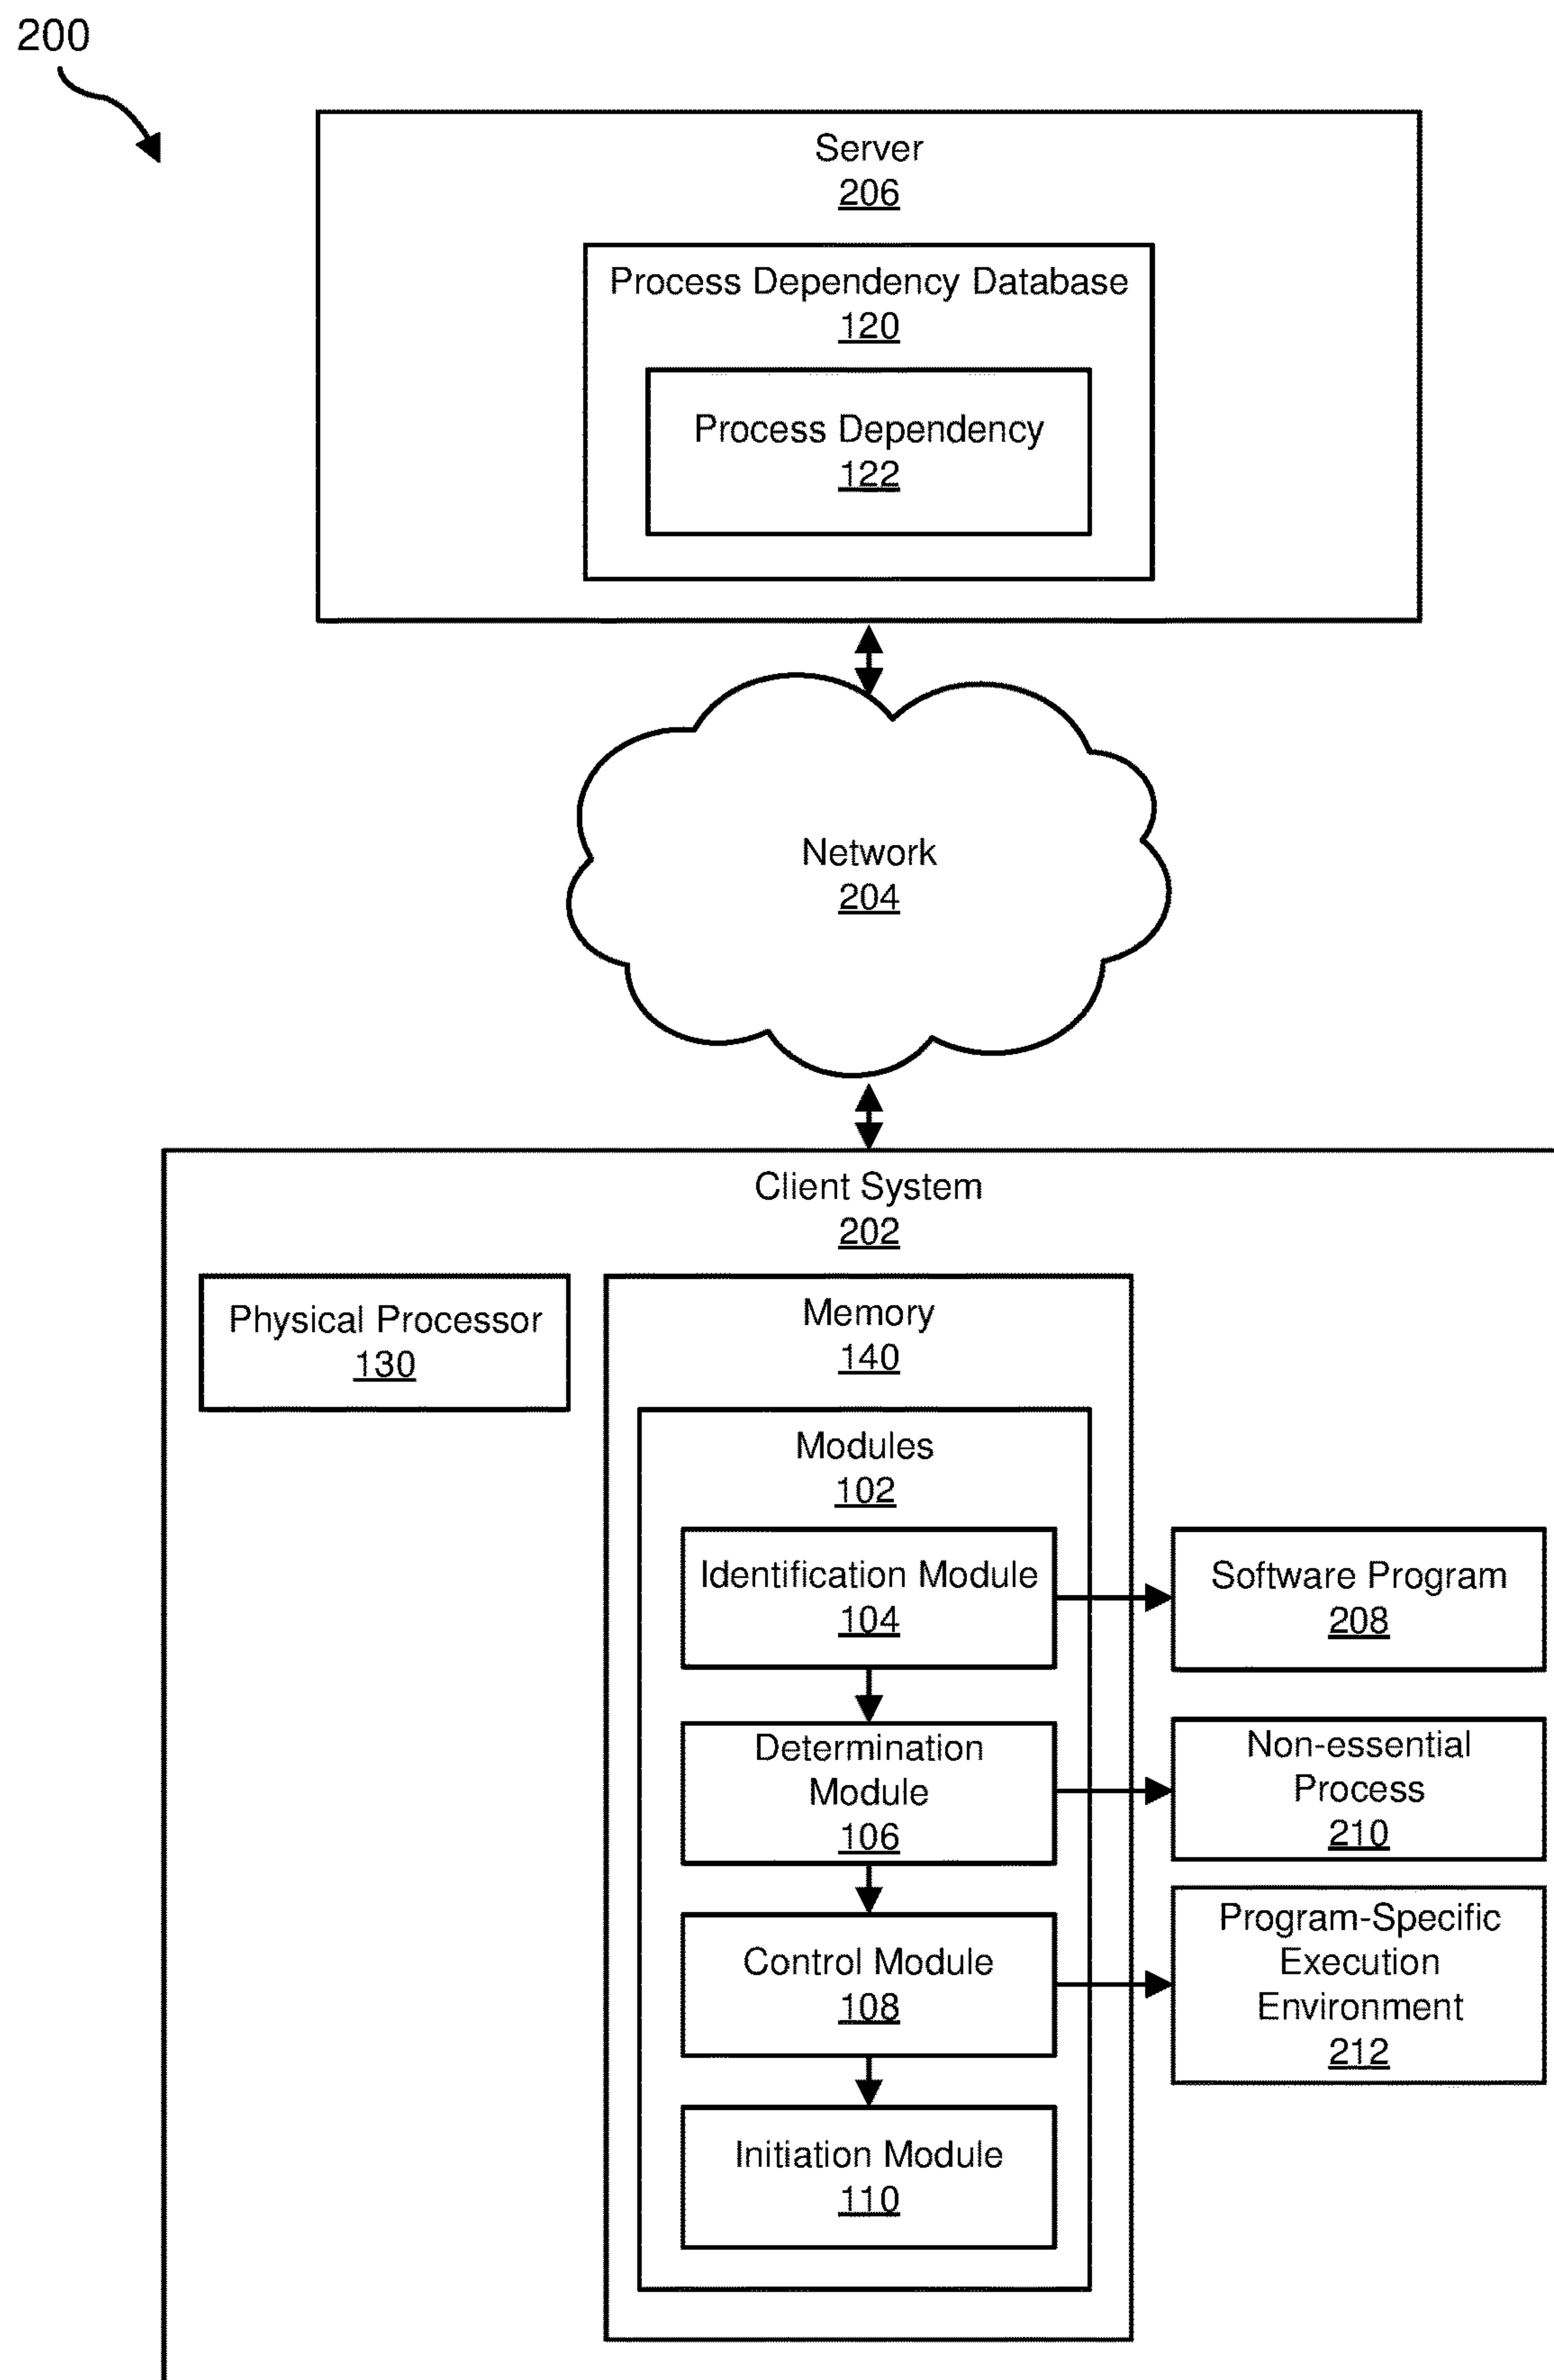 200
Server
206
Process Dependency Database
120
Process Dependency
122
Network
204
Client System
202
Physical Processor
130
Memory
140
Modules
102
Identification Module
104
Software Program
208
Determination
Module
106
Non-essential
Process
210
Control Module
108
Program-Specific
Execution
Environment
212
Initiation Module
110